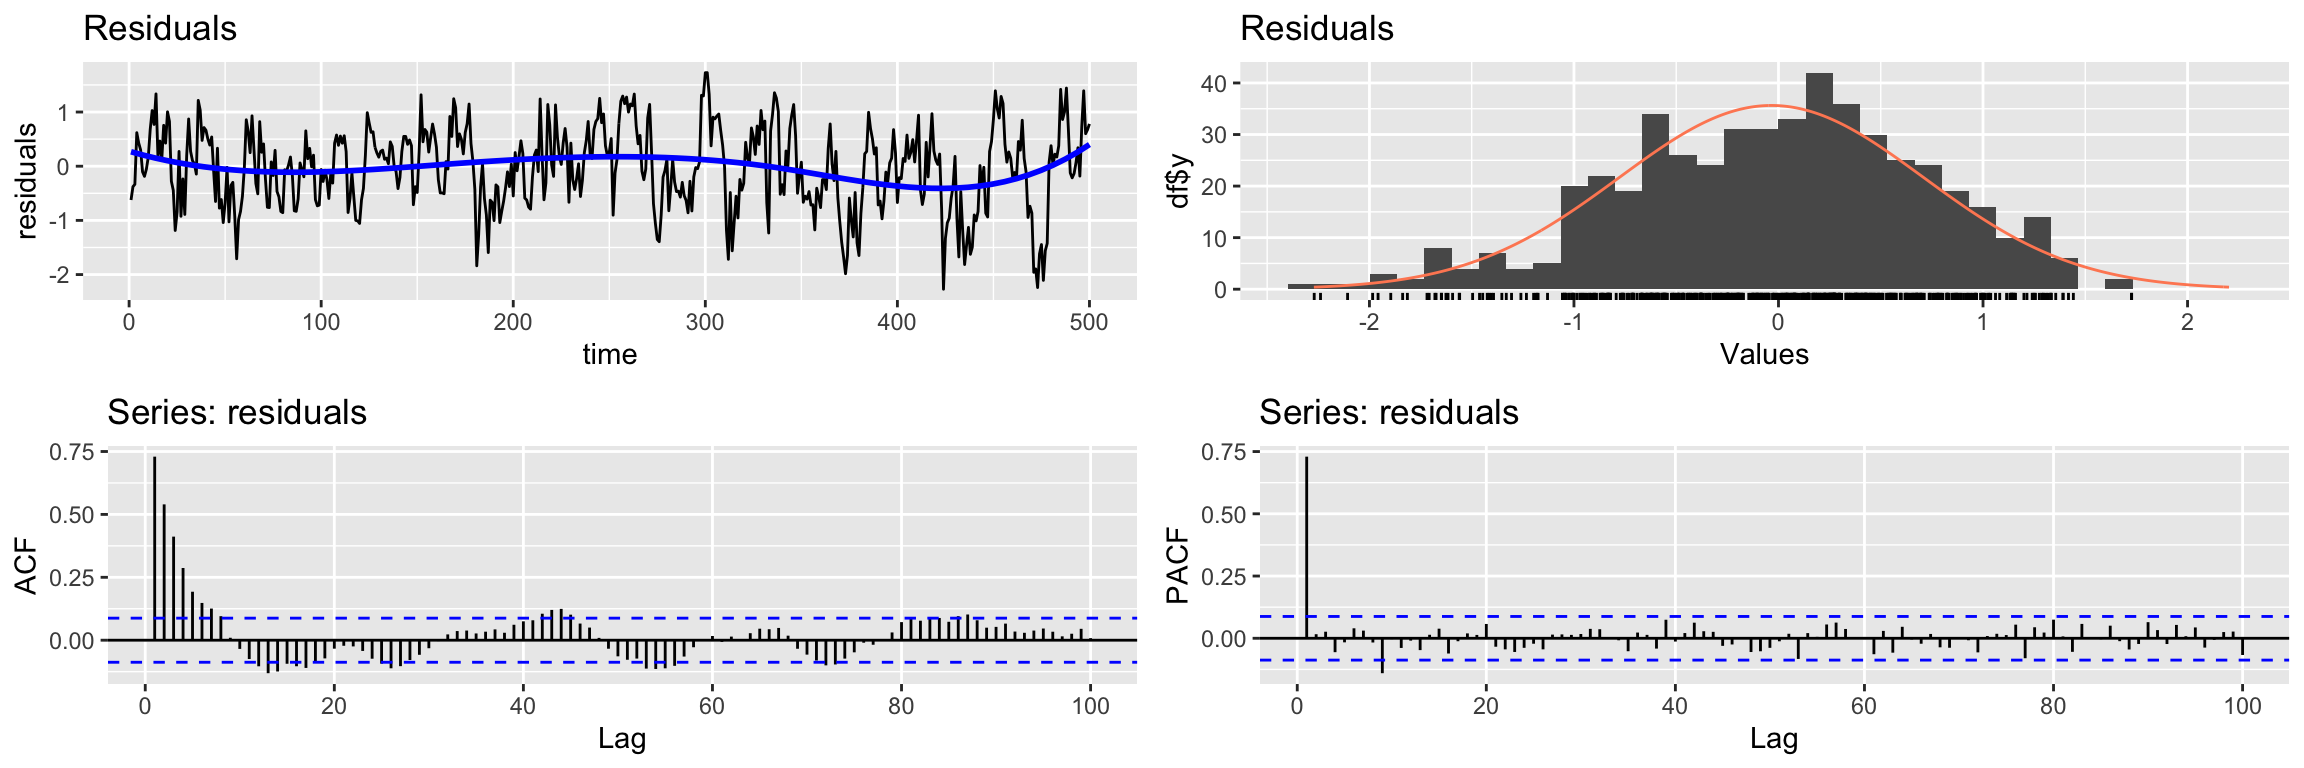 Residuals
residuals
1
0
-1
-2
0 100 200 300 400 500
time
Residuals
df$y
40
30
20
10
0
-2 -1 0 1 2
Values
Series: residuals
ACF
0.75
0.50
0.25
0.00
0 20 40 60 80 100
Lag
Series: residuals
PACF
0.75
0.50
0.25
0.00
0 20 40 60 80 100
Lag